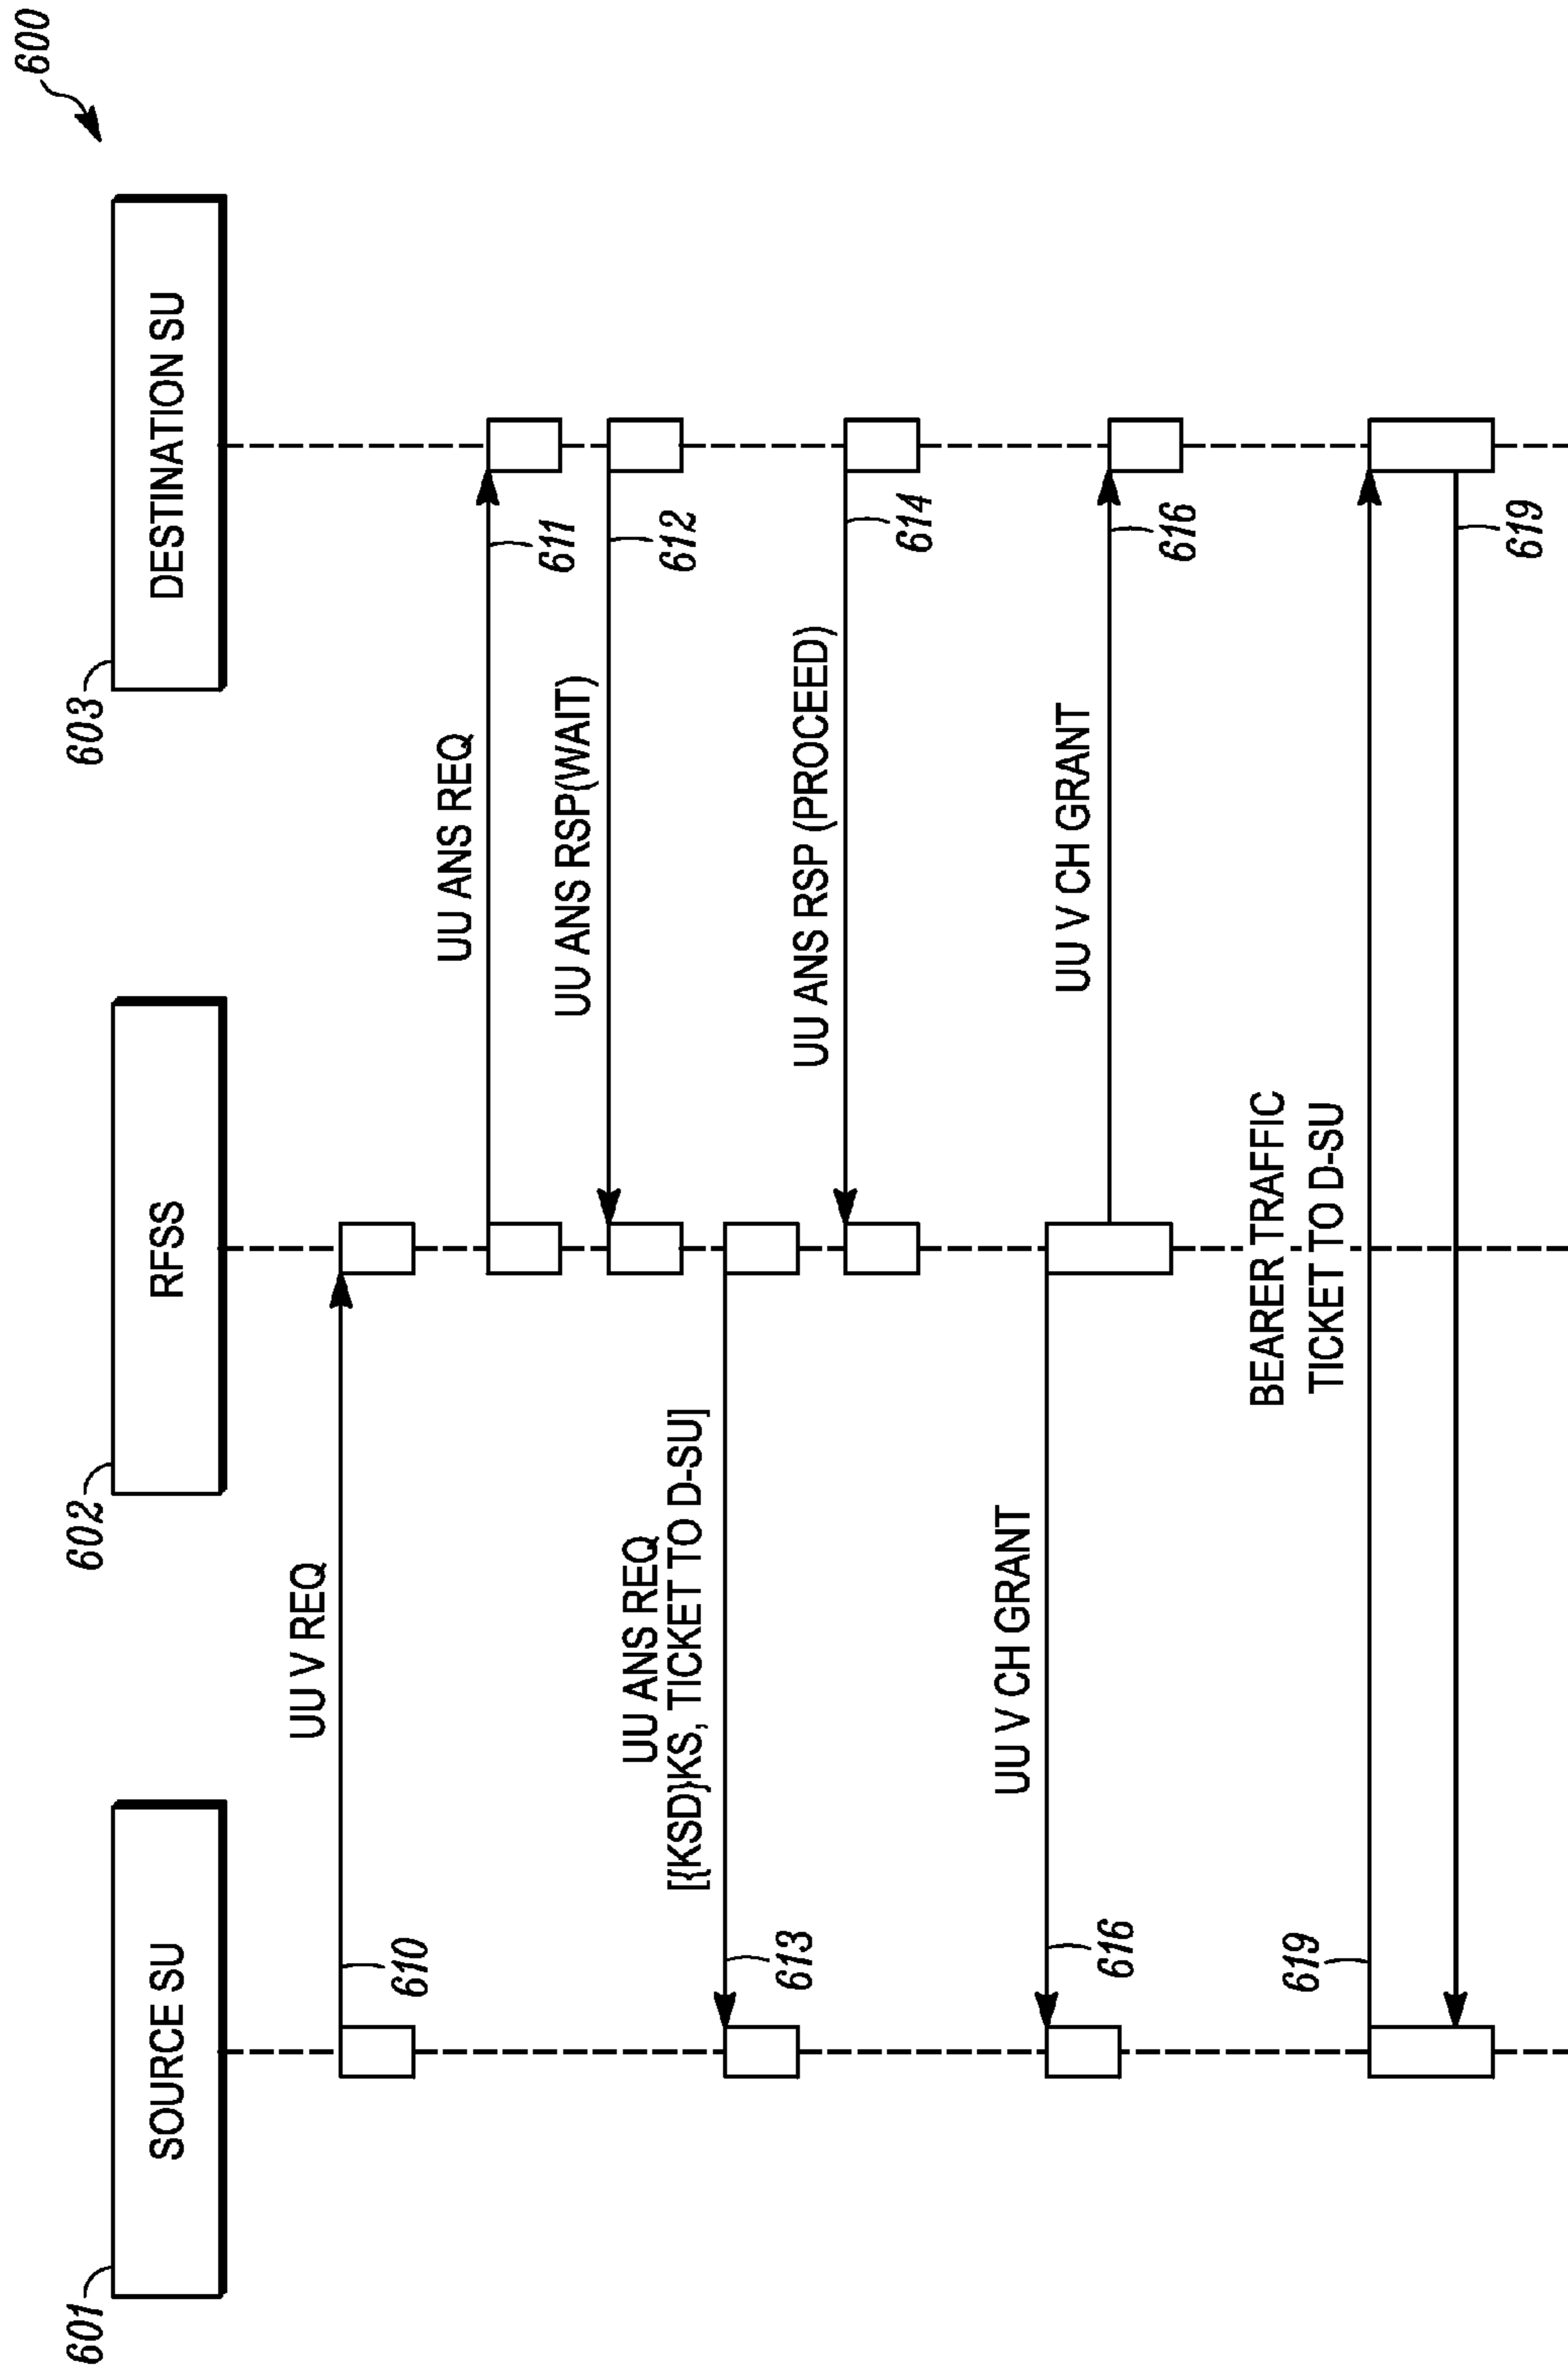 600
601
SOURCE SU
602
RFSS
603
DESTINATION SU
UU V REQ
610
UU ANS REQ
611
UU ANS RSP(WAIT)
612
UU ANS REQ
[{KSD}KS, TICKET TO D-SU]
613
UU ANS RSP (PROCEED)
614
UU V CH GRANT
616
UU V CH GRANT
616
BEARER TRAFFIC
TICKET TO D-SU
619
619